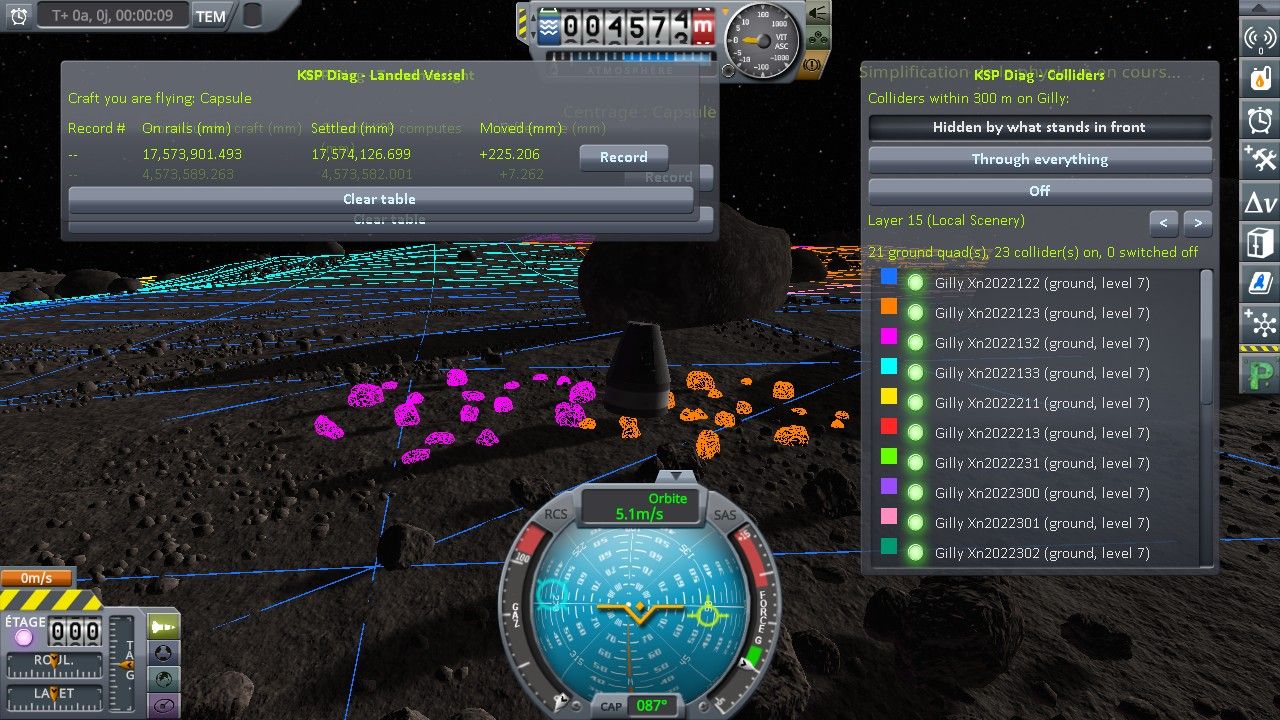 T+ 0a, 0j, 00:00:09
TEM
004574 m
ATMOSPHERE
VIT
ASC
KSP Diag - Landed Vessel
Craft you are flying: Capsule
Centrage : Capsule
Record # On rails (mm) Settled (mm) Moved (mm)
-- 17,573,901.493 17,574,126.699 +225.206 Record
-- 4,573,589.263 4,573,582.001 +7.262 Record
Clear table
Clear table
KSP Diag - Colliders
Colliders within 300 m on Gilly:
Hidden by what stands in front
Through everything
Off
Layer 15 (Local Scenery) < >
21 ground quad(s), 23 collider(s) on, 0 switched off
Gilly Xn2022122 (ground, level 7)
Gilly Xn2022123 (ground, level 7)
Gilly Xn2022132 (ground, level 7)
Gilly Xn2022133 (ground, level 7)
Gilly Xn2022211 (ground, level 7)
Gilly Xn2022213 (ground, level 7)
Gilly Xn2022231 (ground, level 7)
Gilly Xn2022300 (ground, level 7)
Gilly Xn2022301 (ground, level 7)
Gilly Xn2022302 (ground, level 7)
Δv
RCS
Orbite
5.1m/s
SAS
GAZ
FORCE G
CAP 087°
0m/s
ÉTAGE 000
ROUL.
LACET
TANG